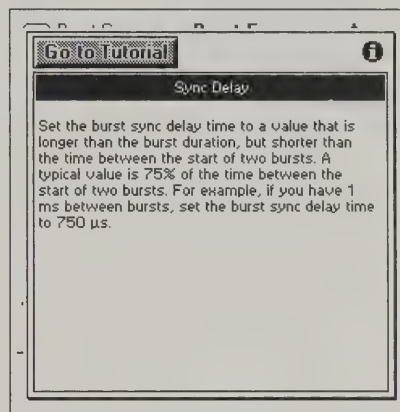 Go to Tutorial
Sync Delay
Set the burst sync delay time to a value that is
longer than the burst duration, but shorter than
the time between the start of two bursts. A
typical value is 75% of the time between the
start of two bursts. For example, if you have 1
ms between bursts, set the burst sync delay time
to 750 µs.